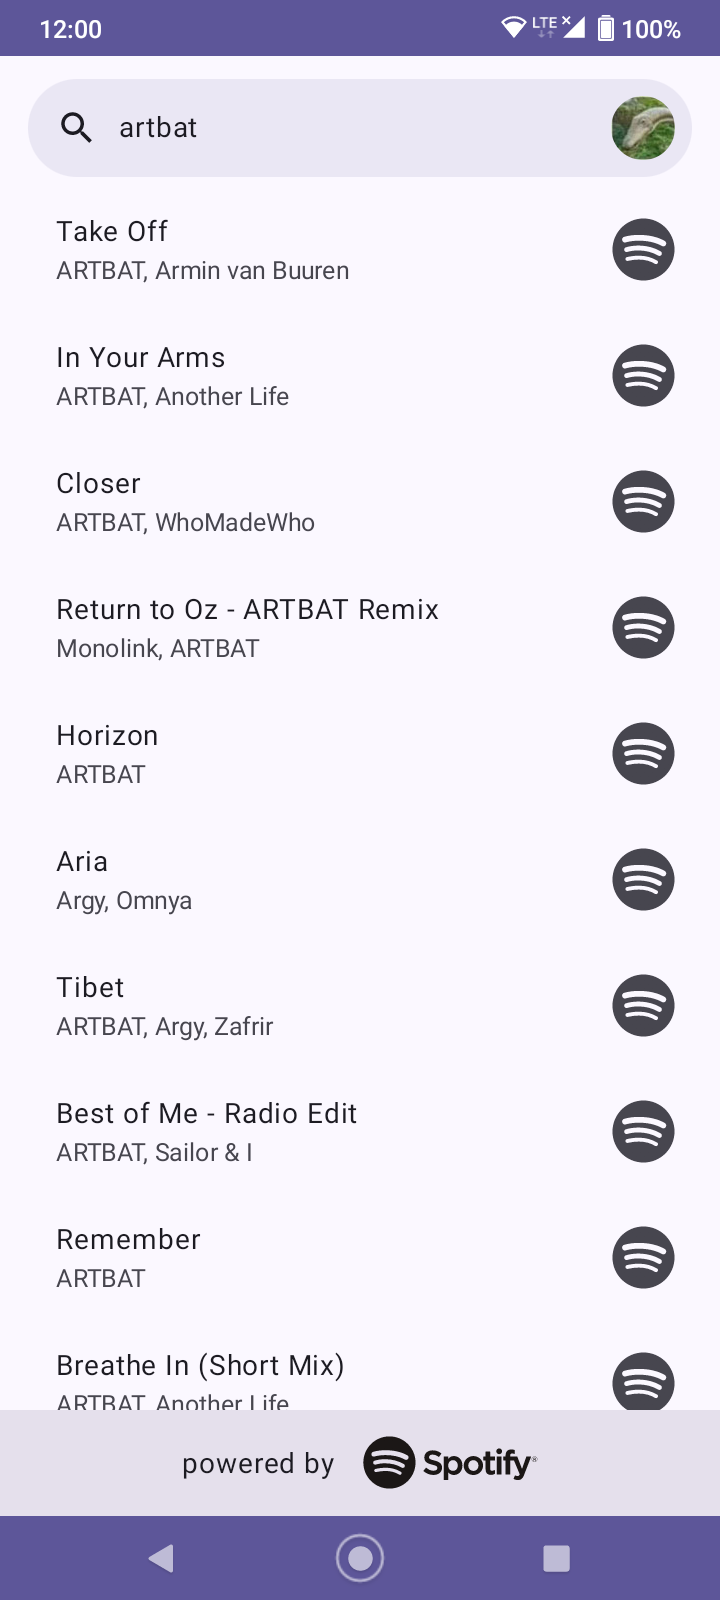 12:00
LTE
100%
artbat
Take Off
ARTBAT, Armin van Buuren
In Your Arms
ARTBAT, Another Life
Closer
ARTBAT, WhoMadeWho
Return to Oz - ARTBAT Remix
Monolink, ARTBAT
Horizon
ARTBAT
Aria
Argy, Omnya
Tibet
ARTBAT, Argy, Zafrir
Best of Me - Radio Edit
ARTBAT, Sailor & I
Remember
ARTBAT
Breathe In (Short Mix)
ARTBAT, Another Life
powered by Spotify®